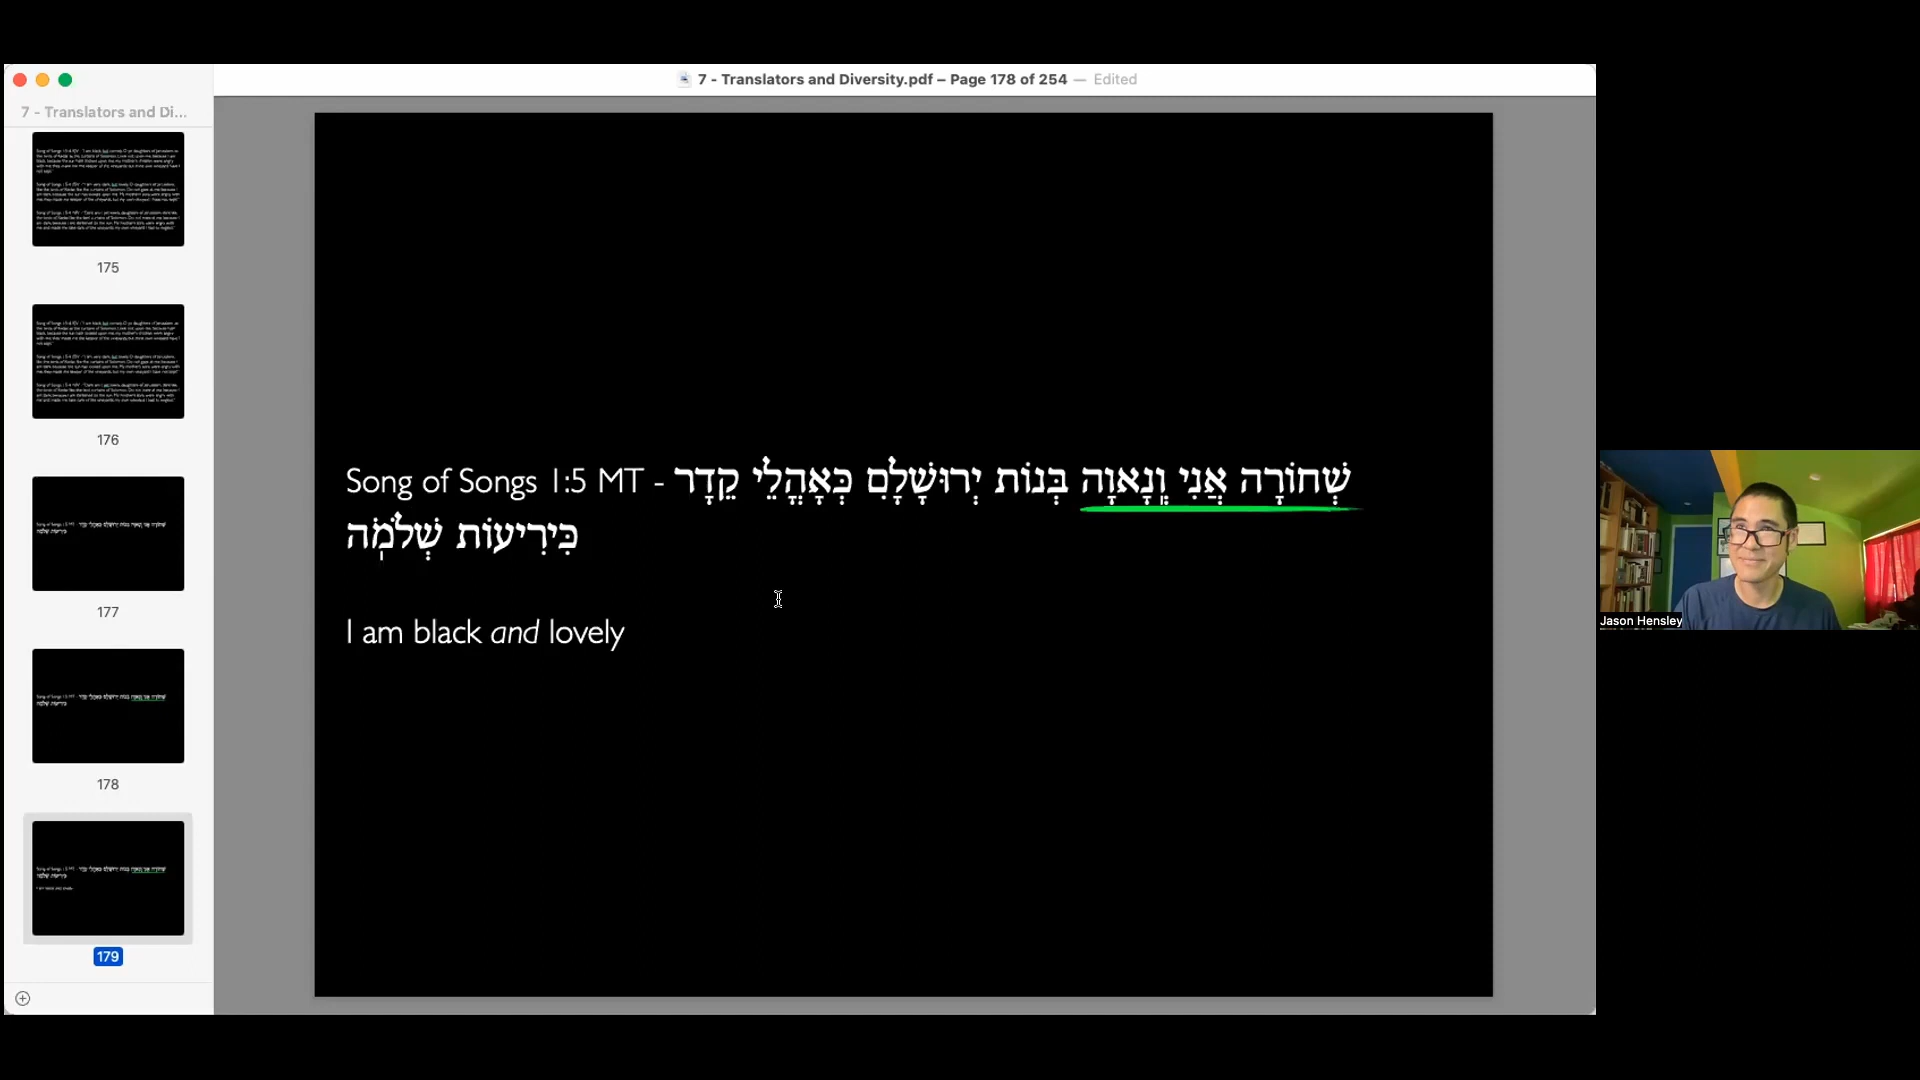 7 - Translators and Diversity.pdf – Page 178 of 254 — Edited
7 - Translators and Di...
175
176
177
178
179
Song of Songs 1:5 MT - שְׁחוֹרָה אֲנִי וְֽנָאוָה בְּנוֹת יְרוּשָׁלִָם כְּאָהֳלֵי קֵדָר
כִּירִיעוֹת שְׁלֹמֹֽה
I am black and lovely
Jason Hensley